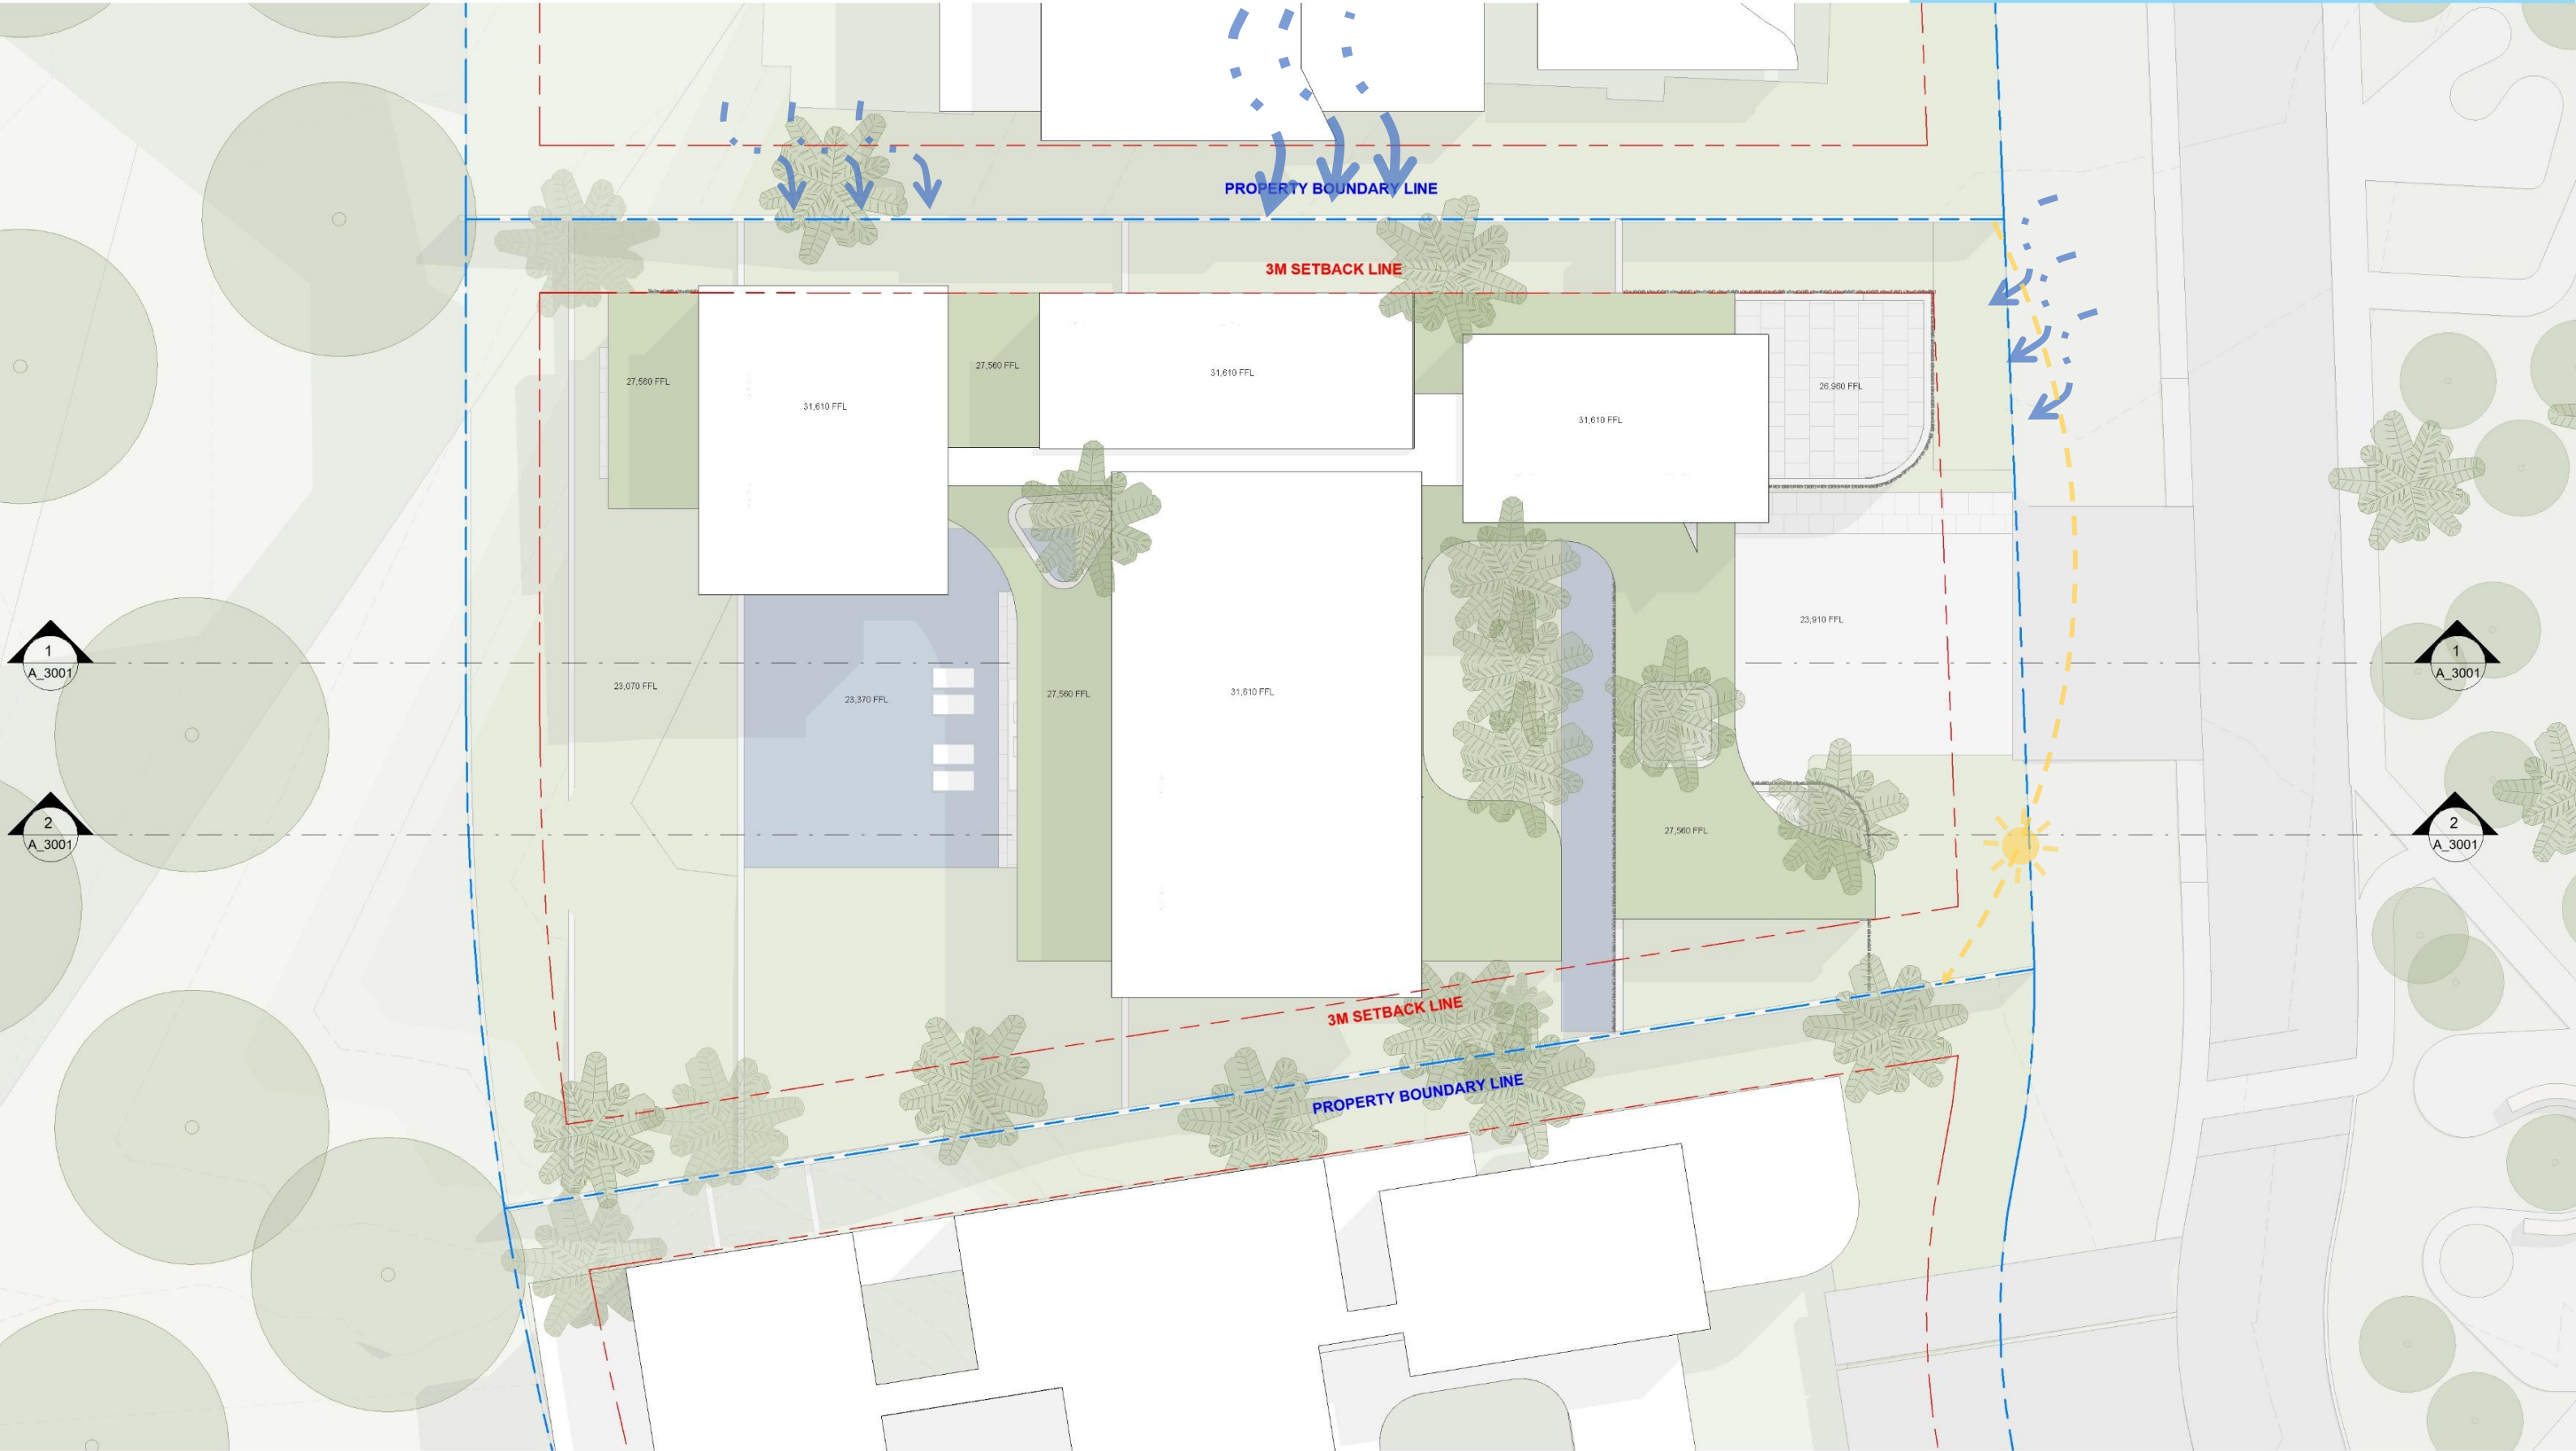 PROPERTY BOUNDARY LINE
3M SETBACK LINE
27,560 FFL
31,610 FFL
27,560 FFL
31,610 FFL
31,610 FFL
26,960 FFL
23,910 FFL
1
A_3001
1
A_3001
23,070 FFL
23,370 FFL
27,560 FFL
31,610 FFL
2
A_3001
27,560 FFL
2
A_3001
3M SETBACK LINE
PROPERTY BOUNDARY LINE